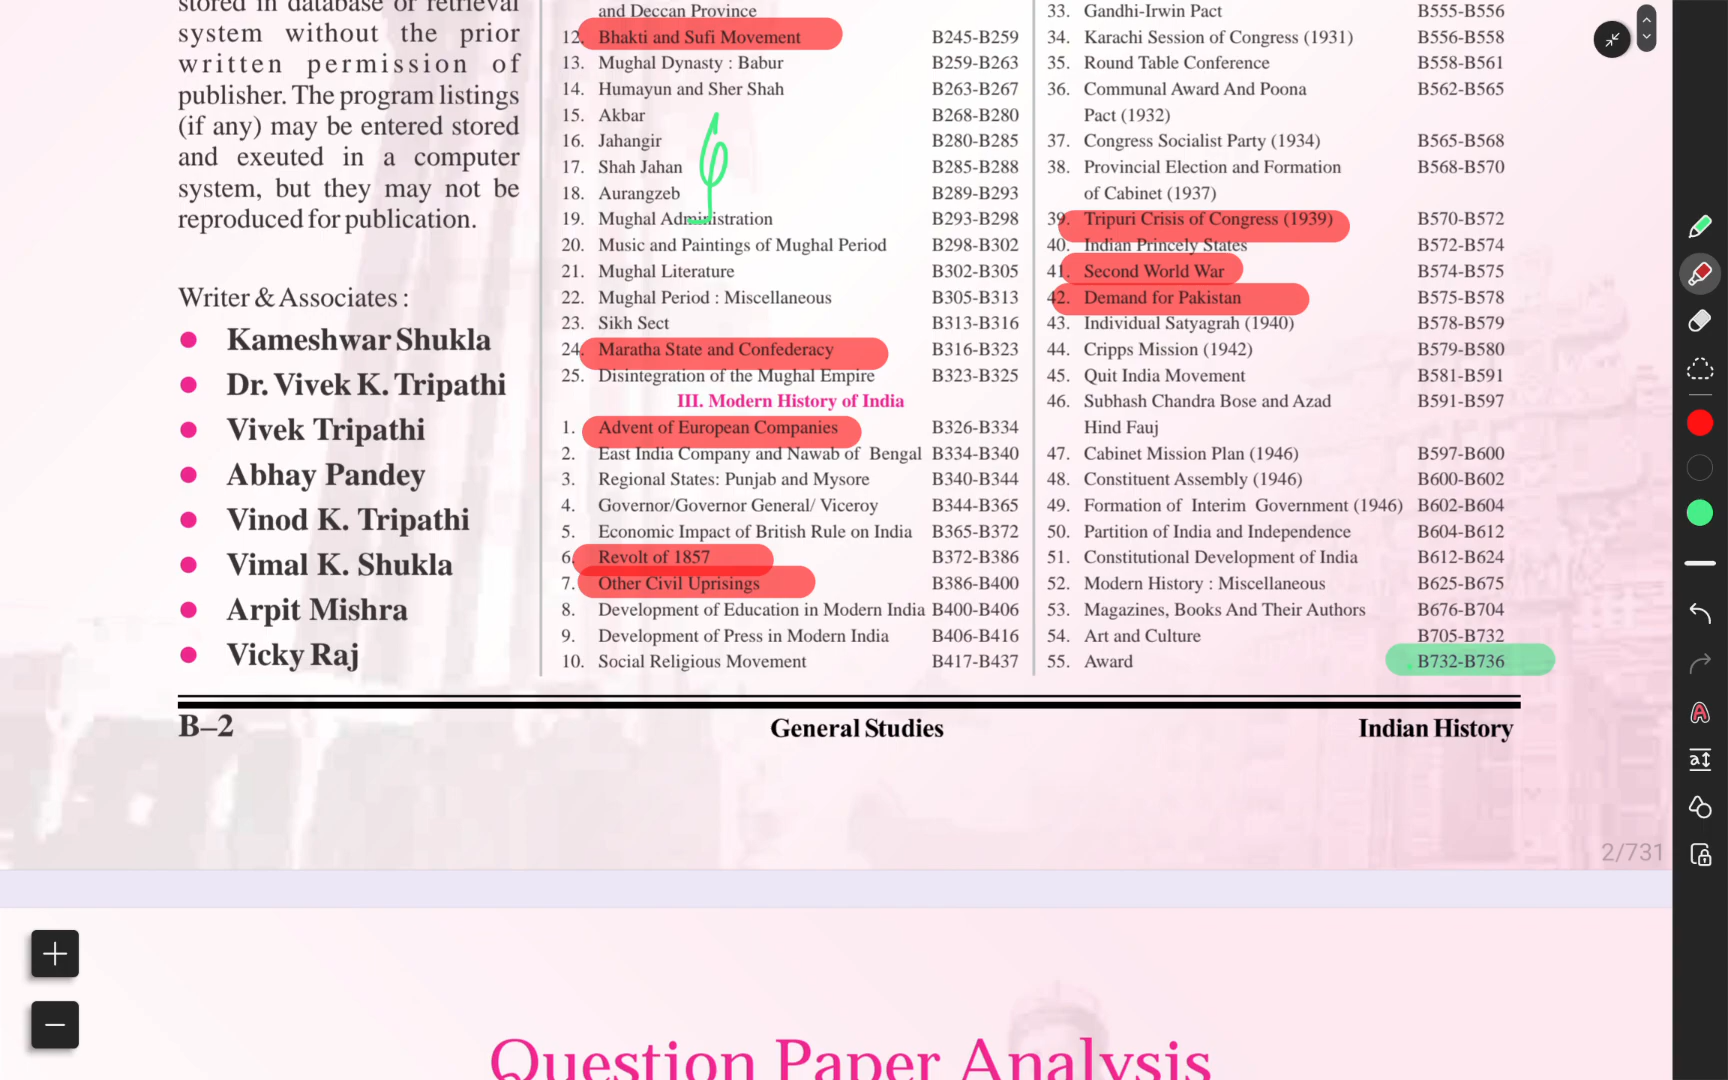 stored in database or retrieval
system without the prior
written permission of
publisher. The program listings
(if any) may be entered stored
and exeuted in a computer
system, but they may not be
reproduced for publication.
Writer & Associates :
Kameshwar Shukla
Dr. Vivek K. Tripathi
Vivek Tripathi
Abhay Pandey
Vinod K. Tripathi
Vimal K. Shukla
Arpit Mishra
Vicky Raj
and Deccan Province
12. Bhakti and Sufi Movement B245-B259
13. Mughal Dynasty : Babur B259-B263
14. Humayun and Sher Shah B263-B267
15. Akbar B268-B280
16. Jahangir B280-B285
17. Shah Jahan B285-B288
18. Aurangzeb B289-B293
19. Mughal Administration B293-B298
20. Music and Paintings of Mughal Period B298-B302
21. Mughal Literature B302-B305
22. Mughal Period : Miscellaneous B305-B313
23. Sikh Sect B313-B316
24. Maratha State and Confederacy B316-B323
25. Disintegration of the Mughal Empire B323-B325
III. Modern History of India
1. Advent of European Companies B326-B334
2. East India Company and Nawab of Bengal B334-B340
3. Regional States: Punjab and Mysore B340-B344
4. Governor/Governor General/ Viceroy B344-B365
5. Economic Impact of British Rule on India B365-B372
6. Revolt of 1857 B372-B386
7. Other Civil Uprisings B386-B400
8. Development of Education in Modern India B400-B406
9. Development of Press in Modern India B406-B416
10. Social Religious Movement B417-B437
33. Gandhi-Irwin Pact B555-B556
34. Karachi Session of Congress (1931) B556-B558
35. Round Table Conference B558-B561
36. Communal Award And Poona B562-B565
Pact (1932)
37. Congress Socialist Party (1934) B565-B568
38. Provincial Election and Formation B568-B570
of Cabinet (1937)
39. Tripuri Crisis of Congress (1939) B570-B572
40. Indian Princely States B572-B574
41. Second World War B574-B575
42. Demand for Pakistan B575-B578
43. Individual Satyagrah (1940) B578-B579
44. Cripps Mission (1942) B579-B580
45. Quit India Movement B581-B591
46. Subhash Chandra Bose and Azad B591-B597
Hind Fauj
47. Cabinet Mission Plan (1946) B597-B600
48. Constituent Assembly (1946) B600-B602
49. Formation of Interim Government (1946) B602-B604
50. Partition of India and Independence B604-B612
51. Constitutional Development of India B612-B624
52. Modern History : Miscellaneous B625-B675
53. Magazines, Books And Their Authors B676-B704
54. Art and Culture B705-B732
55. Award B732-B736
B–2 General Studies Indian History
2/731
Question Paper Analysis